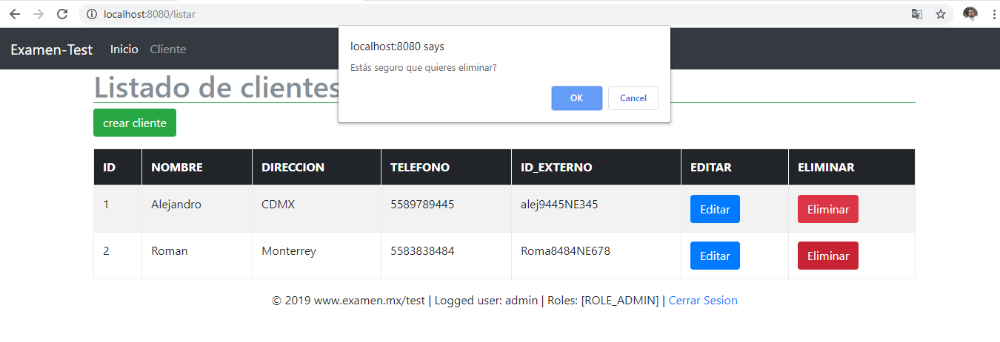 localhost:8080/listar
localhost:8080 says
Estás seguro que quieres eliminar?
OK Cancel
Examen-Test Inicio Cliente
Listado de clientes
crear cliente
ID NOMBRE DIRECCION TELEFONO ID_EXTERNO EDITAR ELIMINAR
1 Alejandro CDMX 5589789445 alej9445NE345 Editar Eliminar
2 Roman Monterrey 5583838484 Roma8484NE678 Editar Eliminar
© 2019 www.examen.mx/test | Logged user: admin | Roles: [ROLE_ADMIN] | Cerrar Sesion